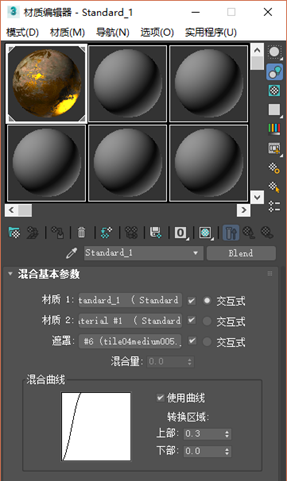 材质编辑器 - Standard_1
模式(D) 材质(M) 导航(N) 选项(O) 实用程序(U)
Standard_1 Blend
混合基本参数
材质 1: tandard_1 ( Standard 交互式
材质 2: terial #1 ( Standard 交互式
遮罩: #6 (tile04medium005. 交互式
混合量: 0.0
混合曲线
使用曲线
转换区域:
上部: 0.3
下部: 0.0